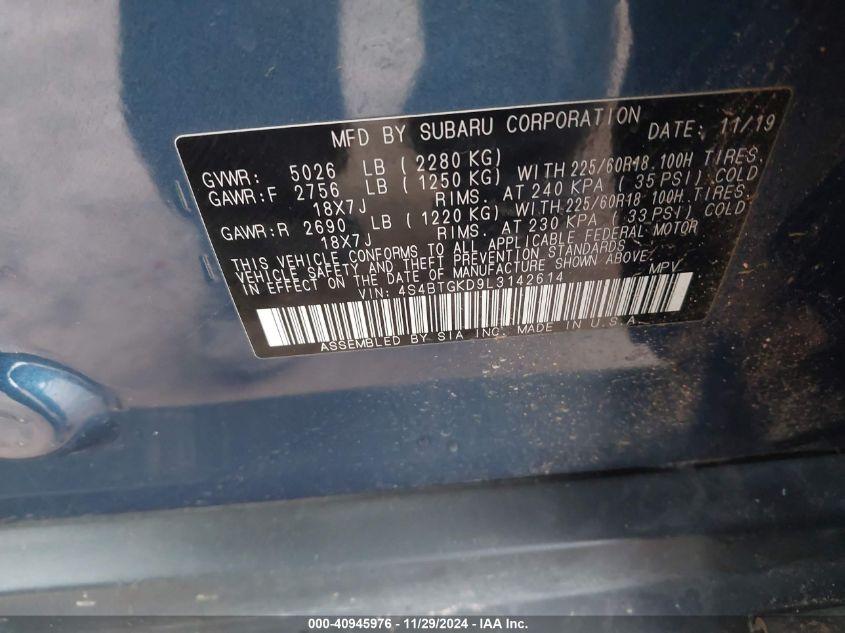 MFD BY SUBARU CORPORATION DATE: 11/19
GVWR: 5026 LB (2280 KG)
GAWR:F 2756 LB (1250 KG) WITH 225/60R18 100H TIRES,
18X7J RIMS. AT 240 KPA (35 PSI) COLD
GAWR:R 2690 LB (1220 KG) WITH 225/60R18 100H TIRES,
18X7J RIMS. AT 230 KPA (33 PSI) COLD
THIS VEHICLE CONFORMS TO ALL APPLICABLE FEDERAL MOTOR
VEHICLE SAFETY AND THEFT PREVENTION STANDARDS
IN EFFECT ON THE DATE OF MANUFACTURE SHOWN ABOVE.
VIN: 4S4BTGKD9L3142614 MPV
ASSEMBLED BY SIA INC. MADE IN U.S.A
000-40945976 - 11/29/2024 - IAA Inc.